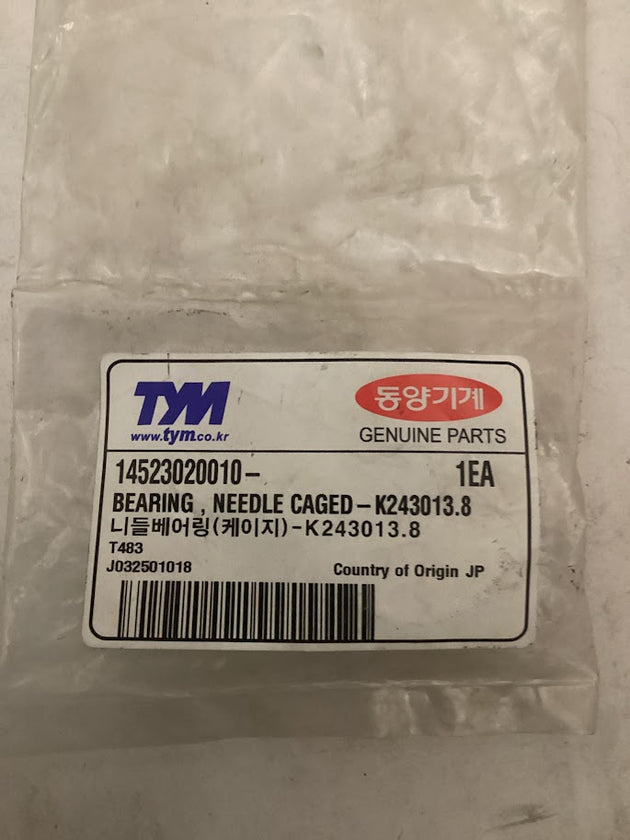 TYM
www.tym.co.kr
동양기계
GENUINE PARTS
14523020010- 1EA
BEARING , NEEDLE CAGED-K243013.8
니들베어링(케이지)-K243013.8
T483
J032501018 Country of Origin JP